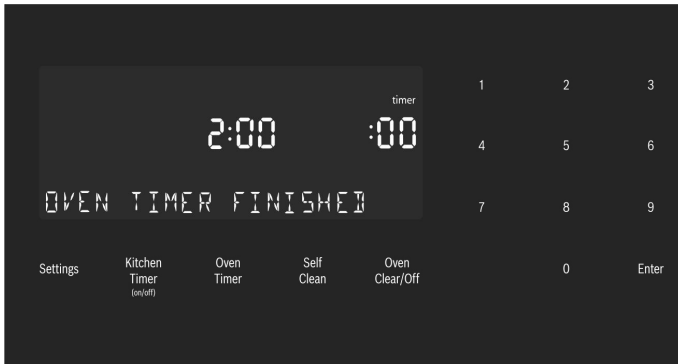 timer
2:00 :00
OVEN TIMER FINISHED
1 2 3
4 5 6
7 8 9
0 Enter
Settings
Kitchen
Timer
(on/off)
Oven
Timer
Self
Clean
Oven
Clear/Off